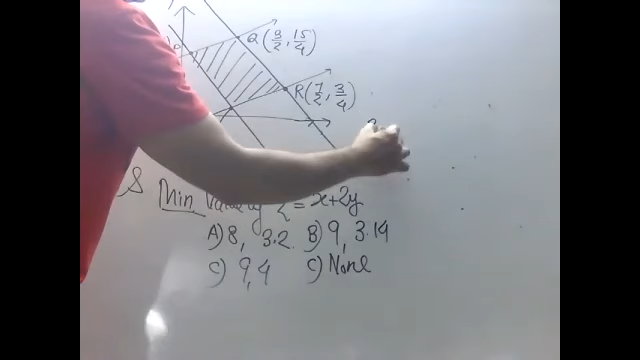 Q(3/2, 15/4)
R(7/2, 3/4)
& Min Value of Z = x+2y
A) 8, 3.2 B) 9, 3.14
C) 9,4 C) None